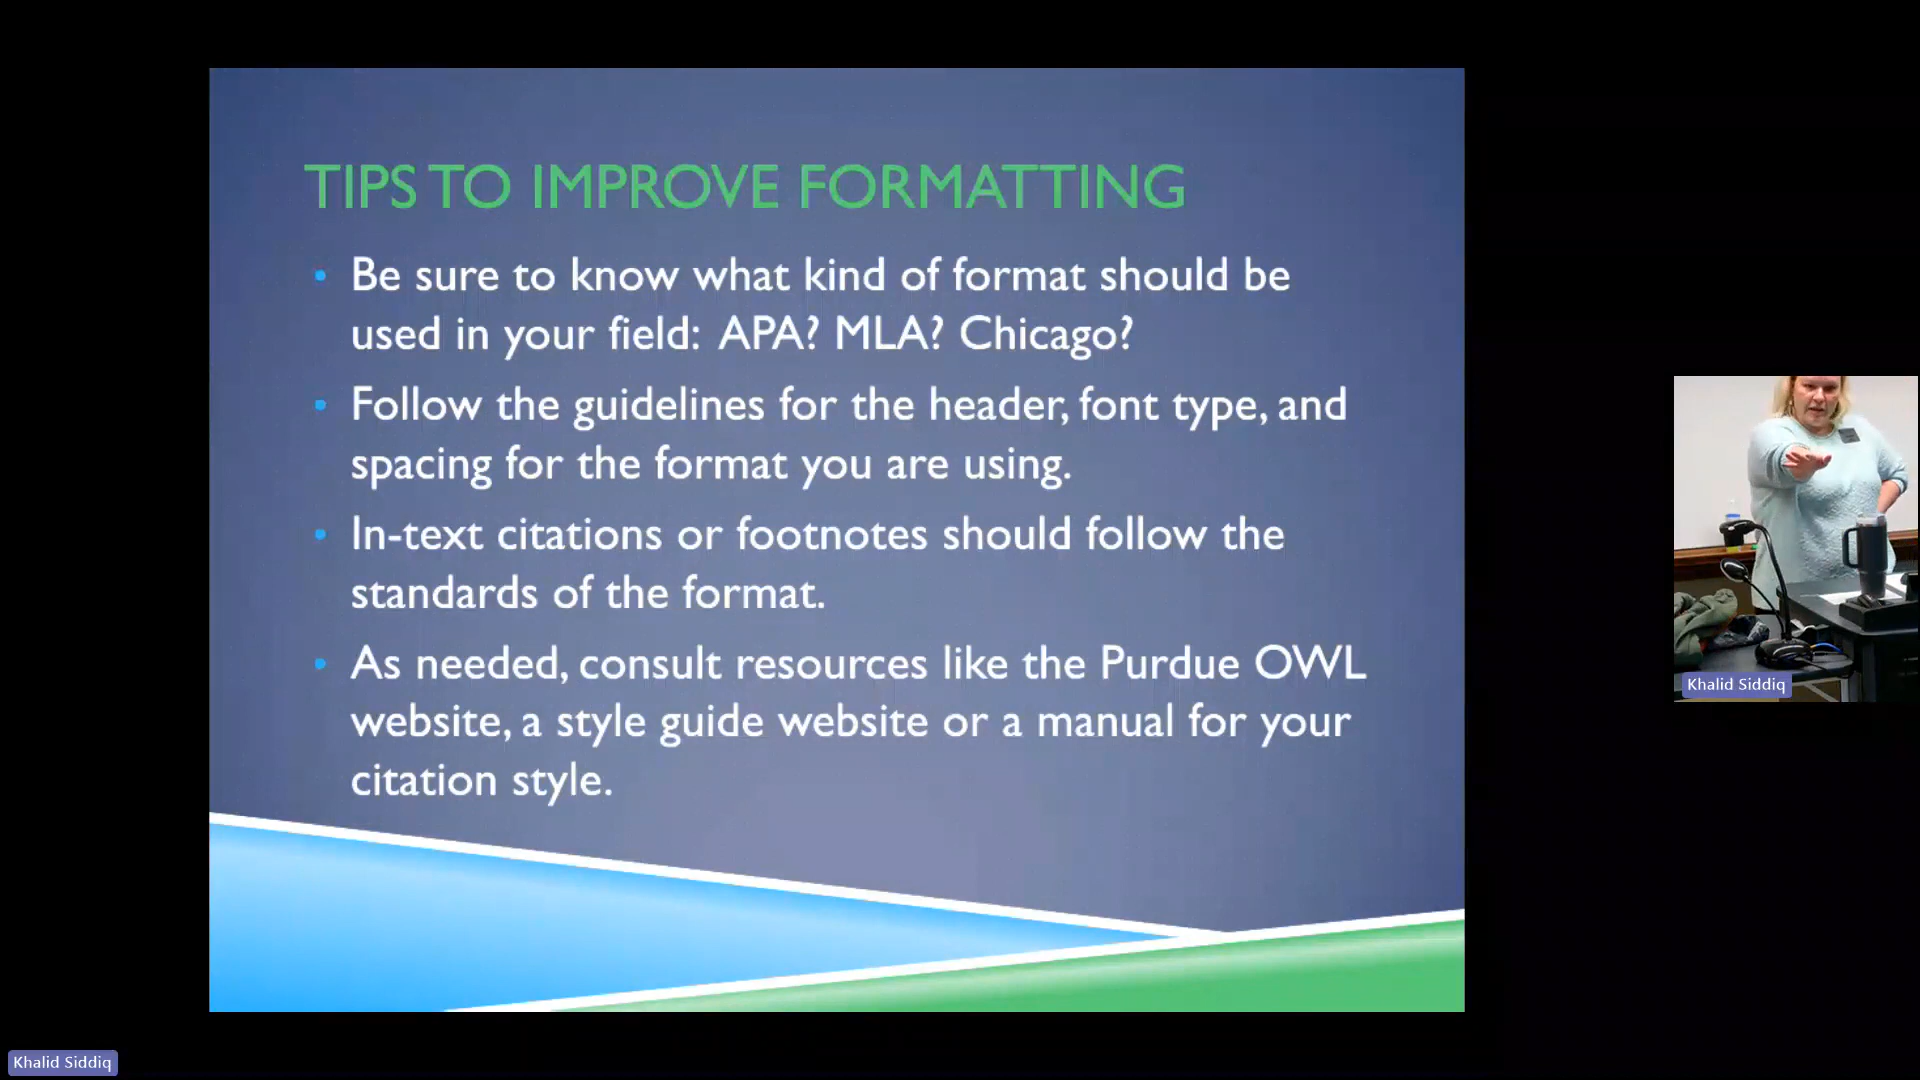 TIPS TO IMPROVE FORMATTING
• Be sure to know what kind of format should be
used in your field: APA? MLA? Chicago?
• Follow the guidelines for the header, font type, and
spacing for the format you are using.
• In-text citations or footnotes should follow the
standards of the format.
• As needed, consult resources like the Purdue OWL
website, a style guide website or a manual for your
citation style.
Khalid Siddiq
Khalid Siddiq